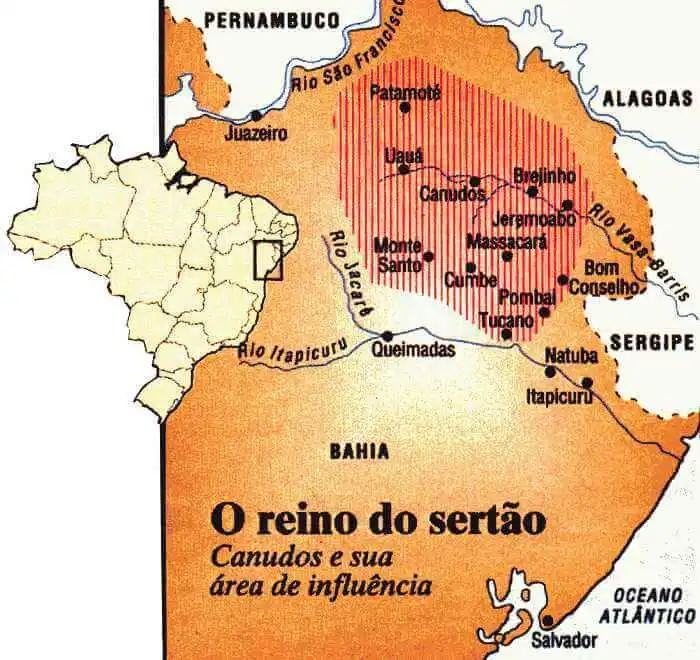 PERNAMBUCO
Rio São Francisco
ALAGOAS
Patamoté
Juazeiro
Uauá
Canudos
Brejinho
Jeremoabo
Rio Vasa-Barris
Rio Jacaré
Monte
Santo
Massacará
Cumbe
Bom
Conselho
Pombal
Tucano
SERGIPE
Rio Itapicuru
Queimadas
Natuba
Itapicuru
BAHIA
O reino do sertão
Canudos e sua
área de influência
OCEANO
ATLÂNTICO
Salvador